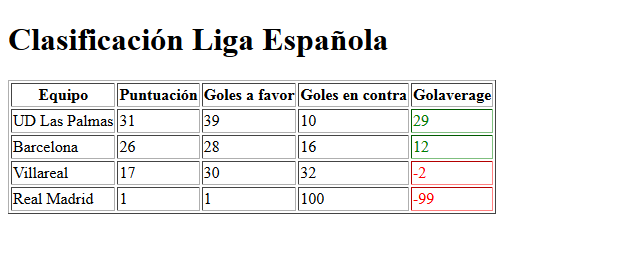 Clasificación Liga Española
Equipo Puntuación Goles a favor Goles en contra Golaverage
UD Las Palmas 31 39 10 29
Barcelona 26 28 16 12
Villareal 17 30 32 -2
Real Madrid 1 1 100 -99